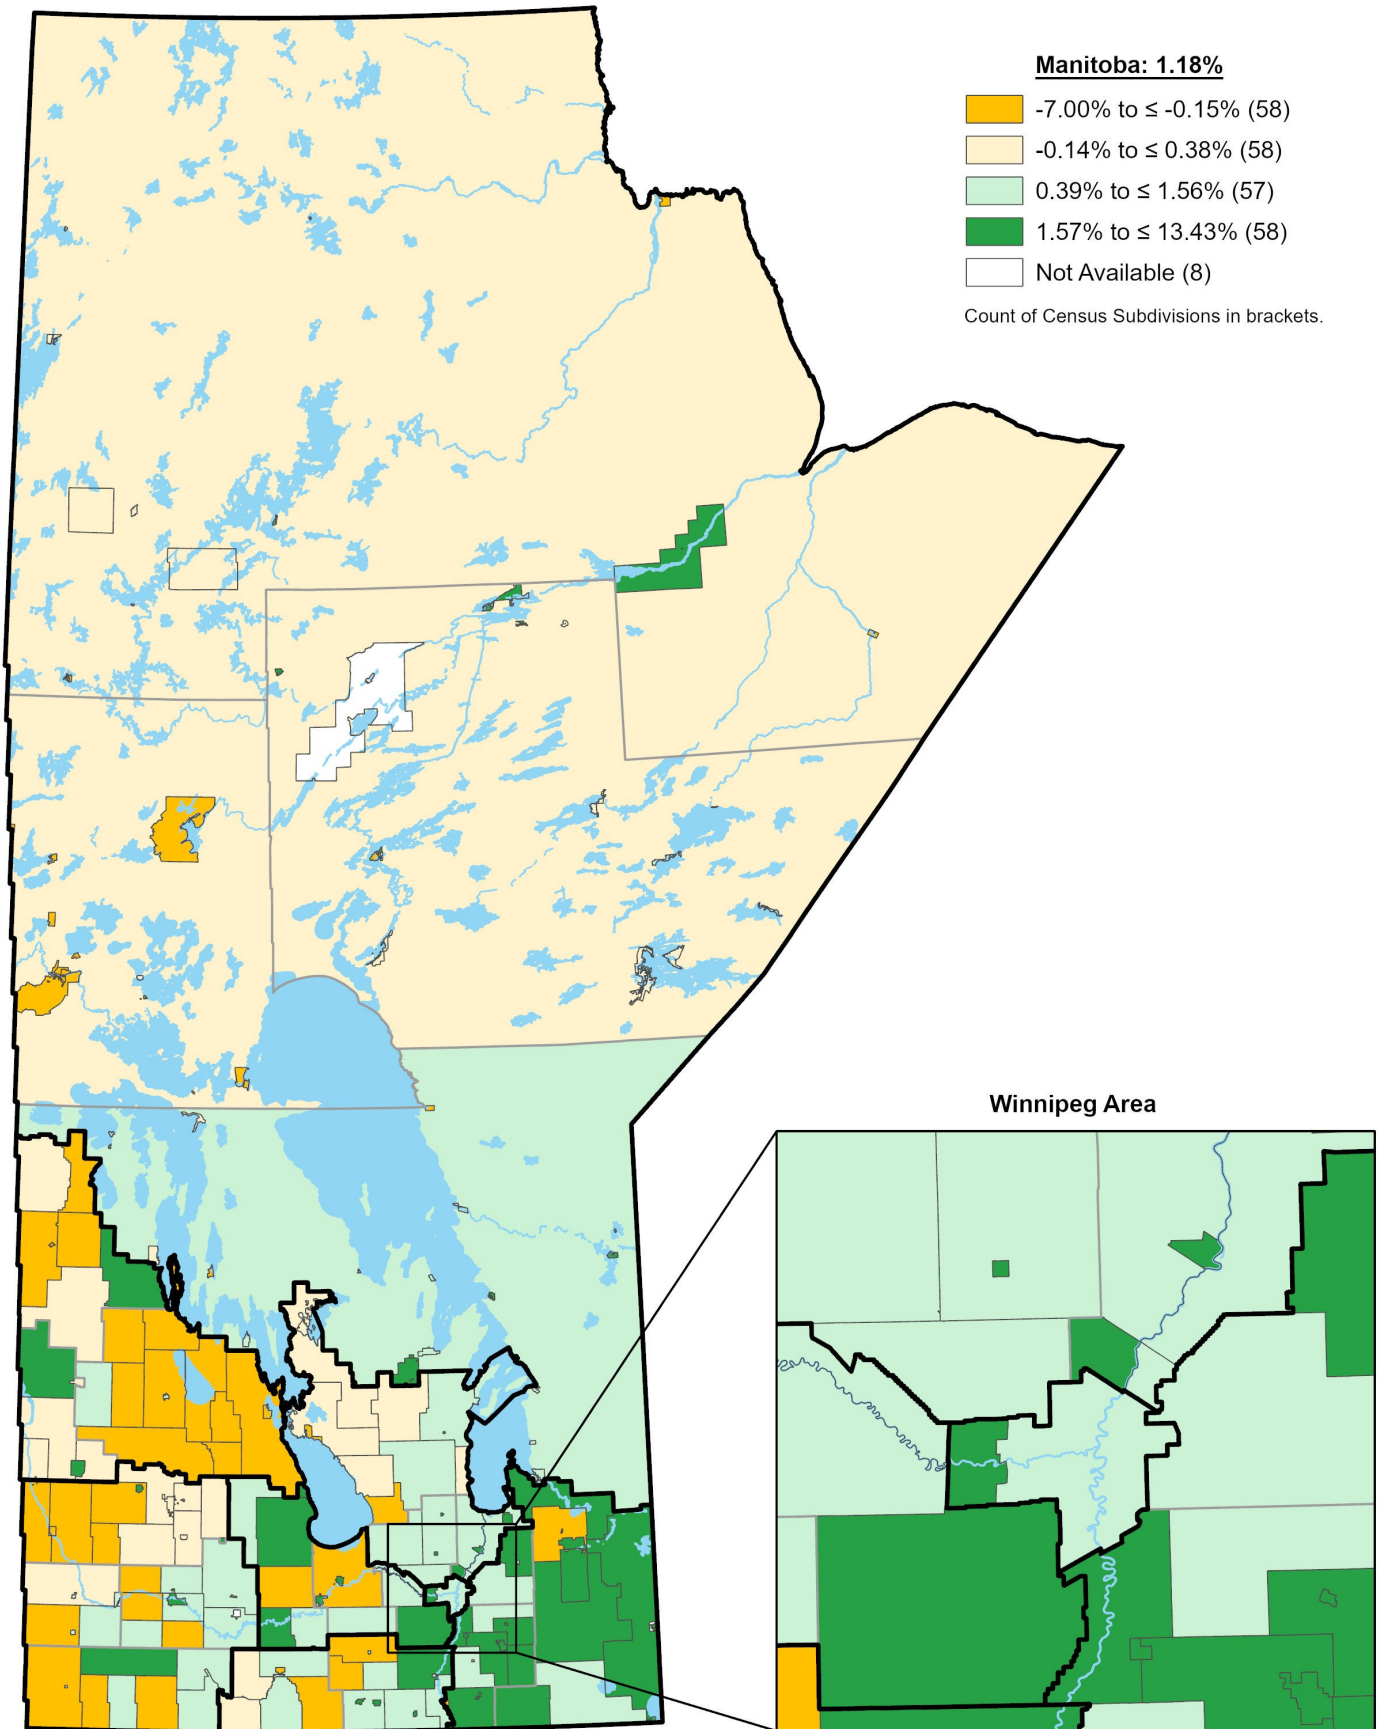 Manitoba: 1.18%
-7.00% to ≤ -0.15% (58)
-0.14% to ≤ 0.38% (58)
0.39% to ≤ 1.56% (57)
1.57% to ≤ 13.43% (58)
Not Available (8)
Count of Census Subdivisions in brackets.
Winnipeg Area